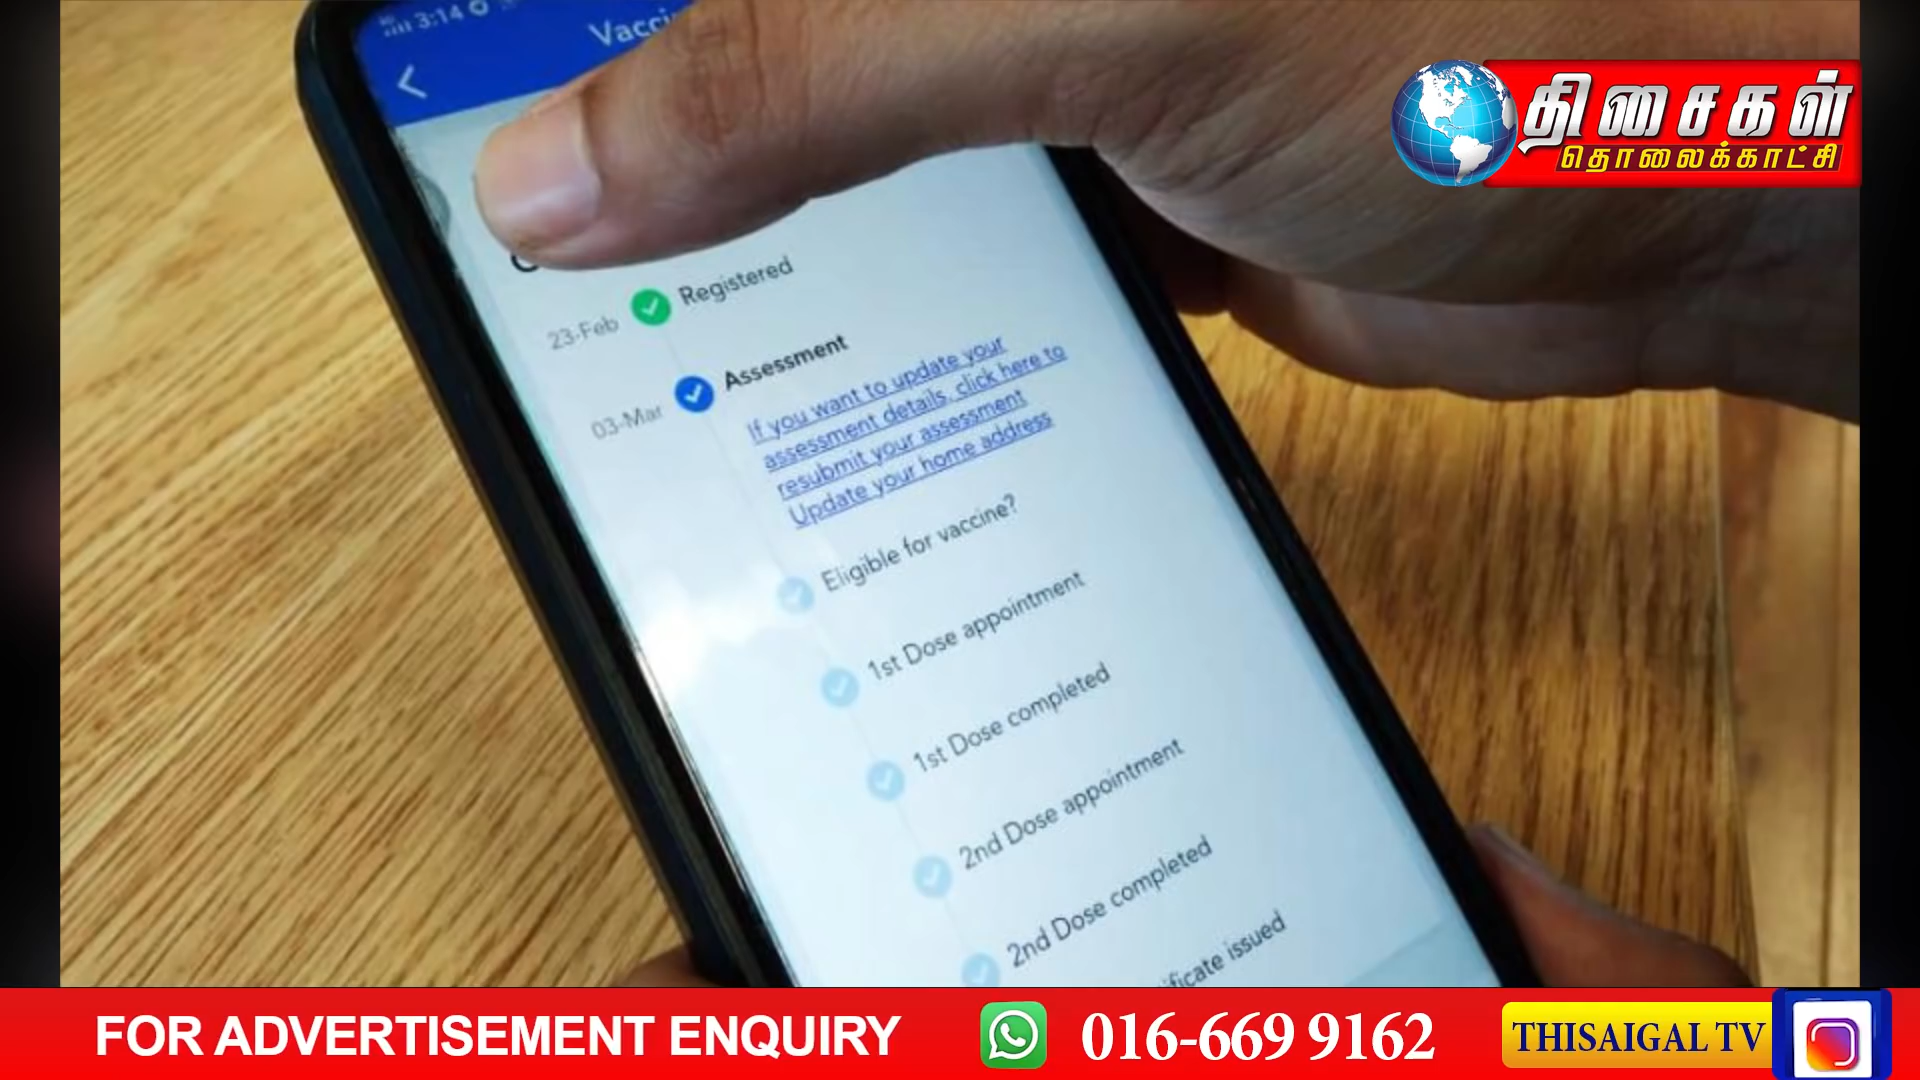 3:14
திசைகள்
தொலைக்காட்சி
23-Feb
Registered
03-Mar
Assessment
If you want to update your
assessment details, click here to
resubmit your assessment
Update your home address
Eligible for vaccine?
1st Dose appointment
1st Dose completed
2nd Dose appointment
2nd Dose completed
issued
FOR ADVERTISEMENT ENQUIRY
016-669 9162
THISAIGAL TV